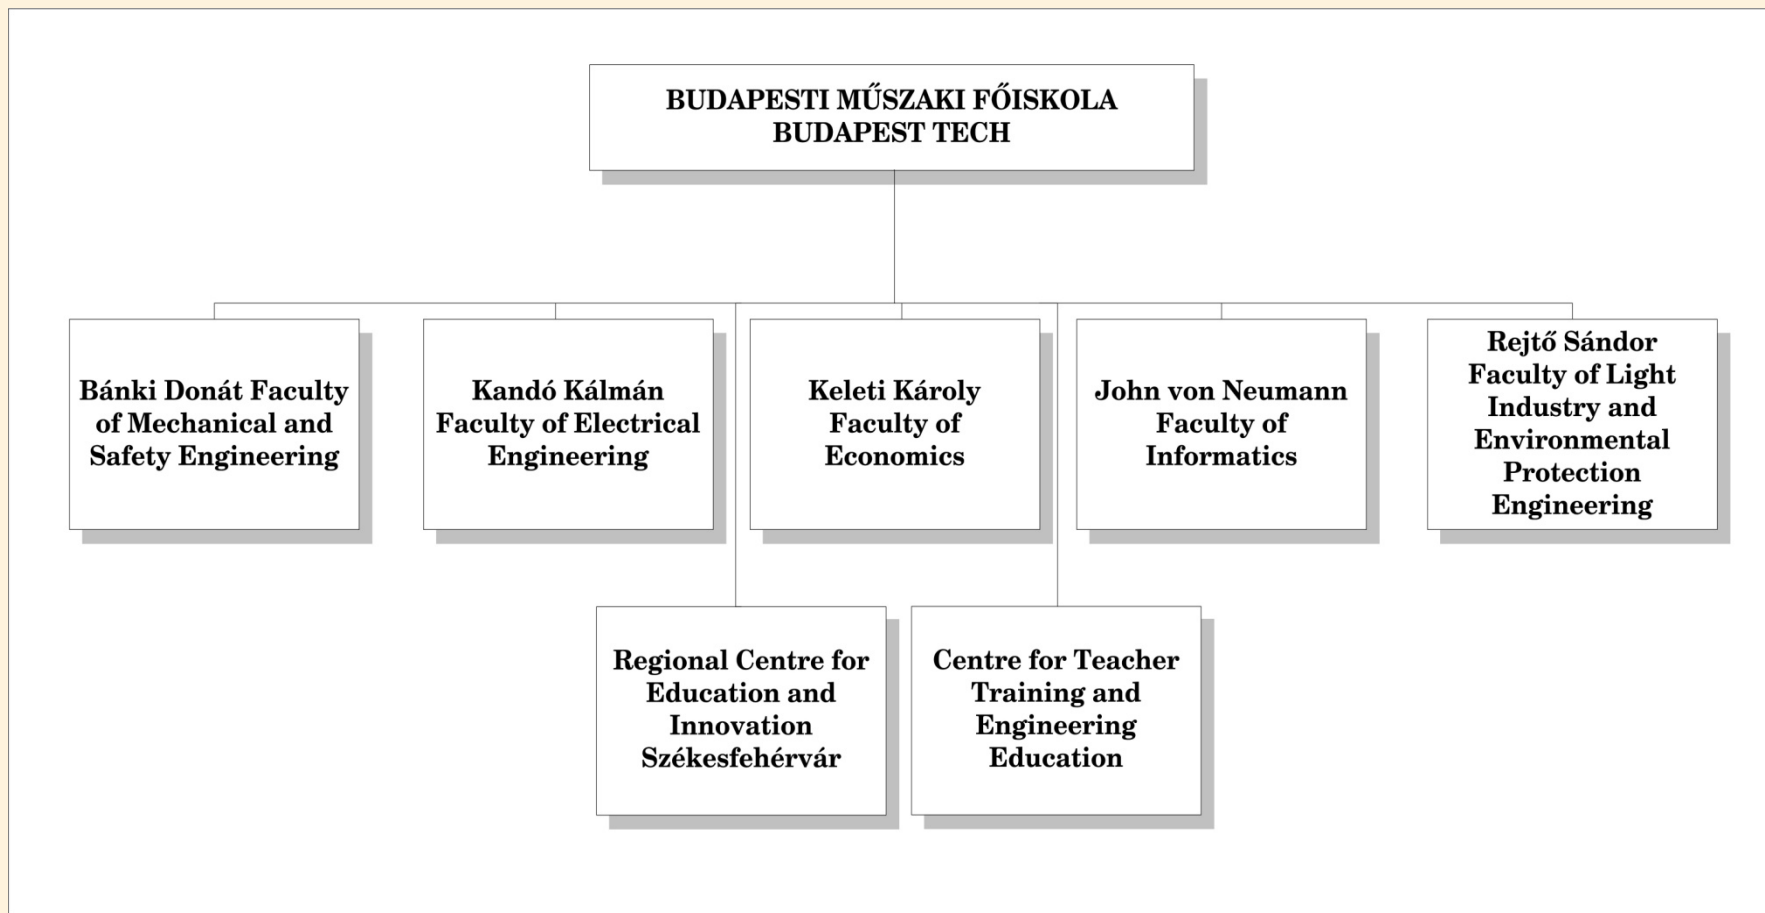 BUDAPESTI MŰSZAKI FŐISKOLA
BUDAPEST TECH
Bánki Donát Faculty
of Mechanical and
Safety Engineering
Kandó Kálmán
Faculty of Electrical
Engineering
Keleti Károly
Faculty of
Economics
John von Neumann
Faculty of
Informatics
Rejtő Sándor
Faculty of Light
Industry and
Environmental
Protection
Engineering
Regional Centre for
Education and
Innovation
Székesfehérvár
Centre for Teacher
Training and
Engineering
Education